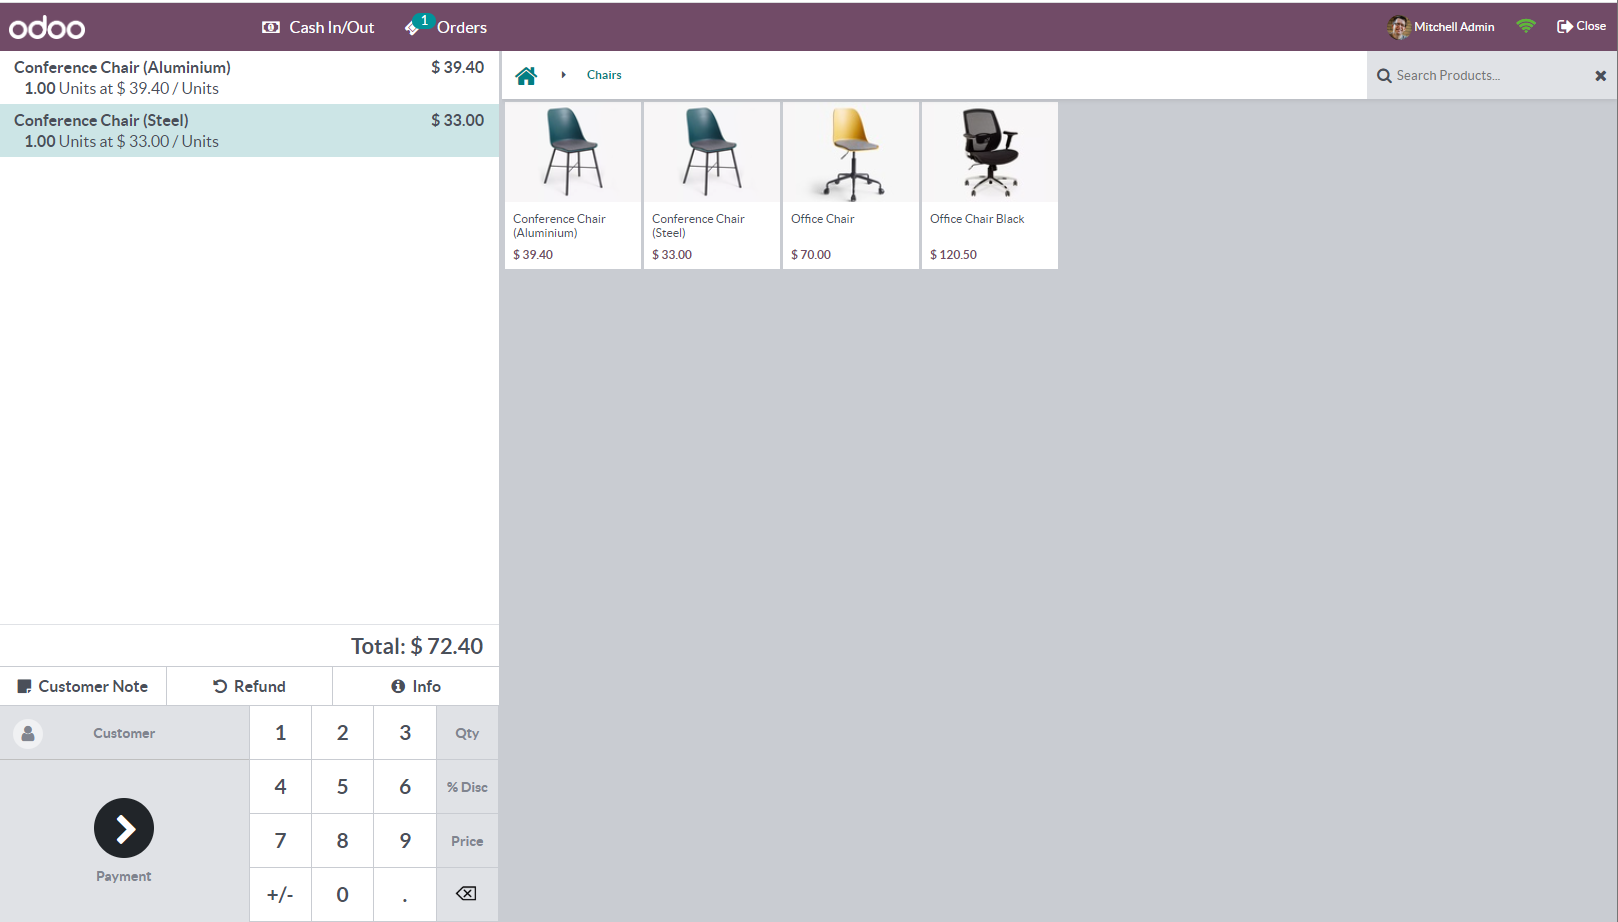 odoo
Cash In/Out
1
Orders
Mitchell Admin
Close
Conference Chair (Aluminium) $ 39.40
1.00 Units at $ 39.40 / Units
Conference Chair (Steel) $ 33.00
1.00 Units at $ 33.00 / Units
Chairs
Search Products...
Conference Chair
(Aluminium)
$ 39.40
Conference Chair
(Steel)
$ 33.00
Office Chair
$ 70.00
Office Chair Black
$ 120.50
Total: $ 72.40
Customer Note
Refund
Info
Customer
Payment
1 2 3 Qty
4 5 6 % Disc
7 8 9 Price
+/- 0 .